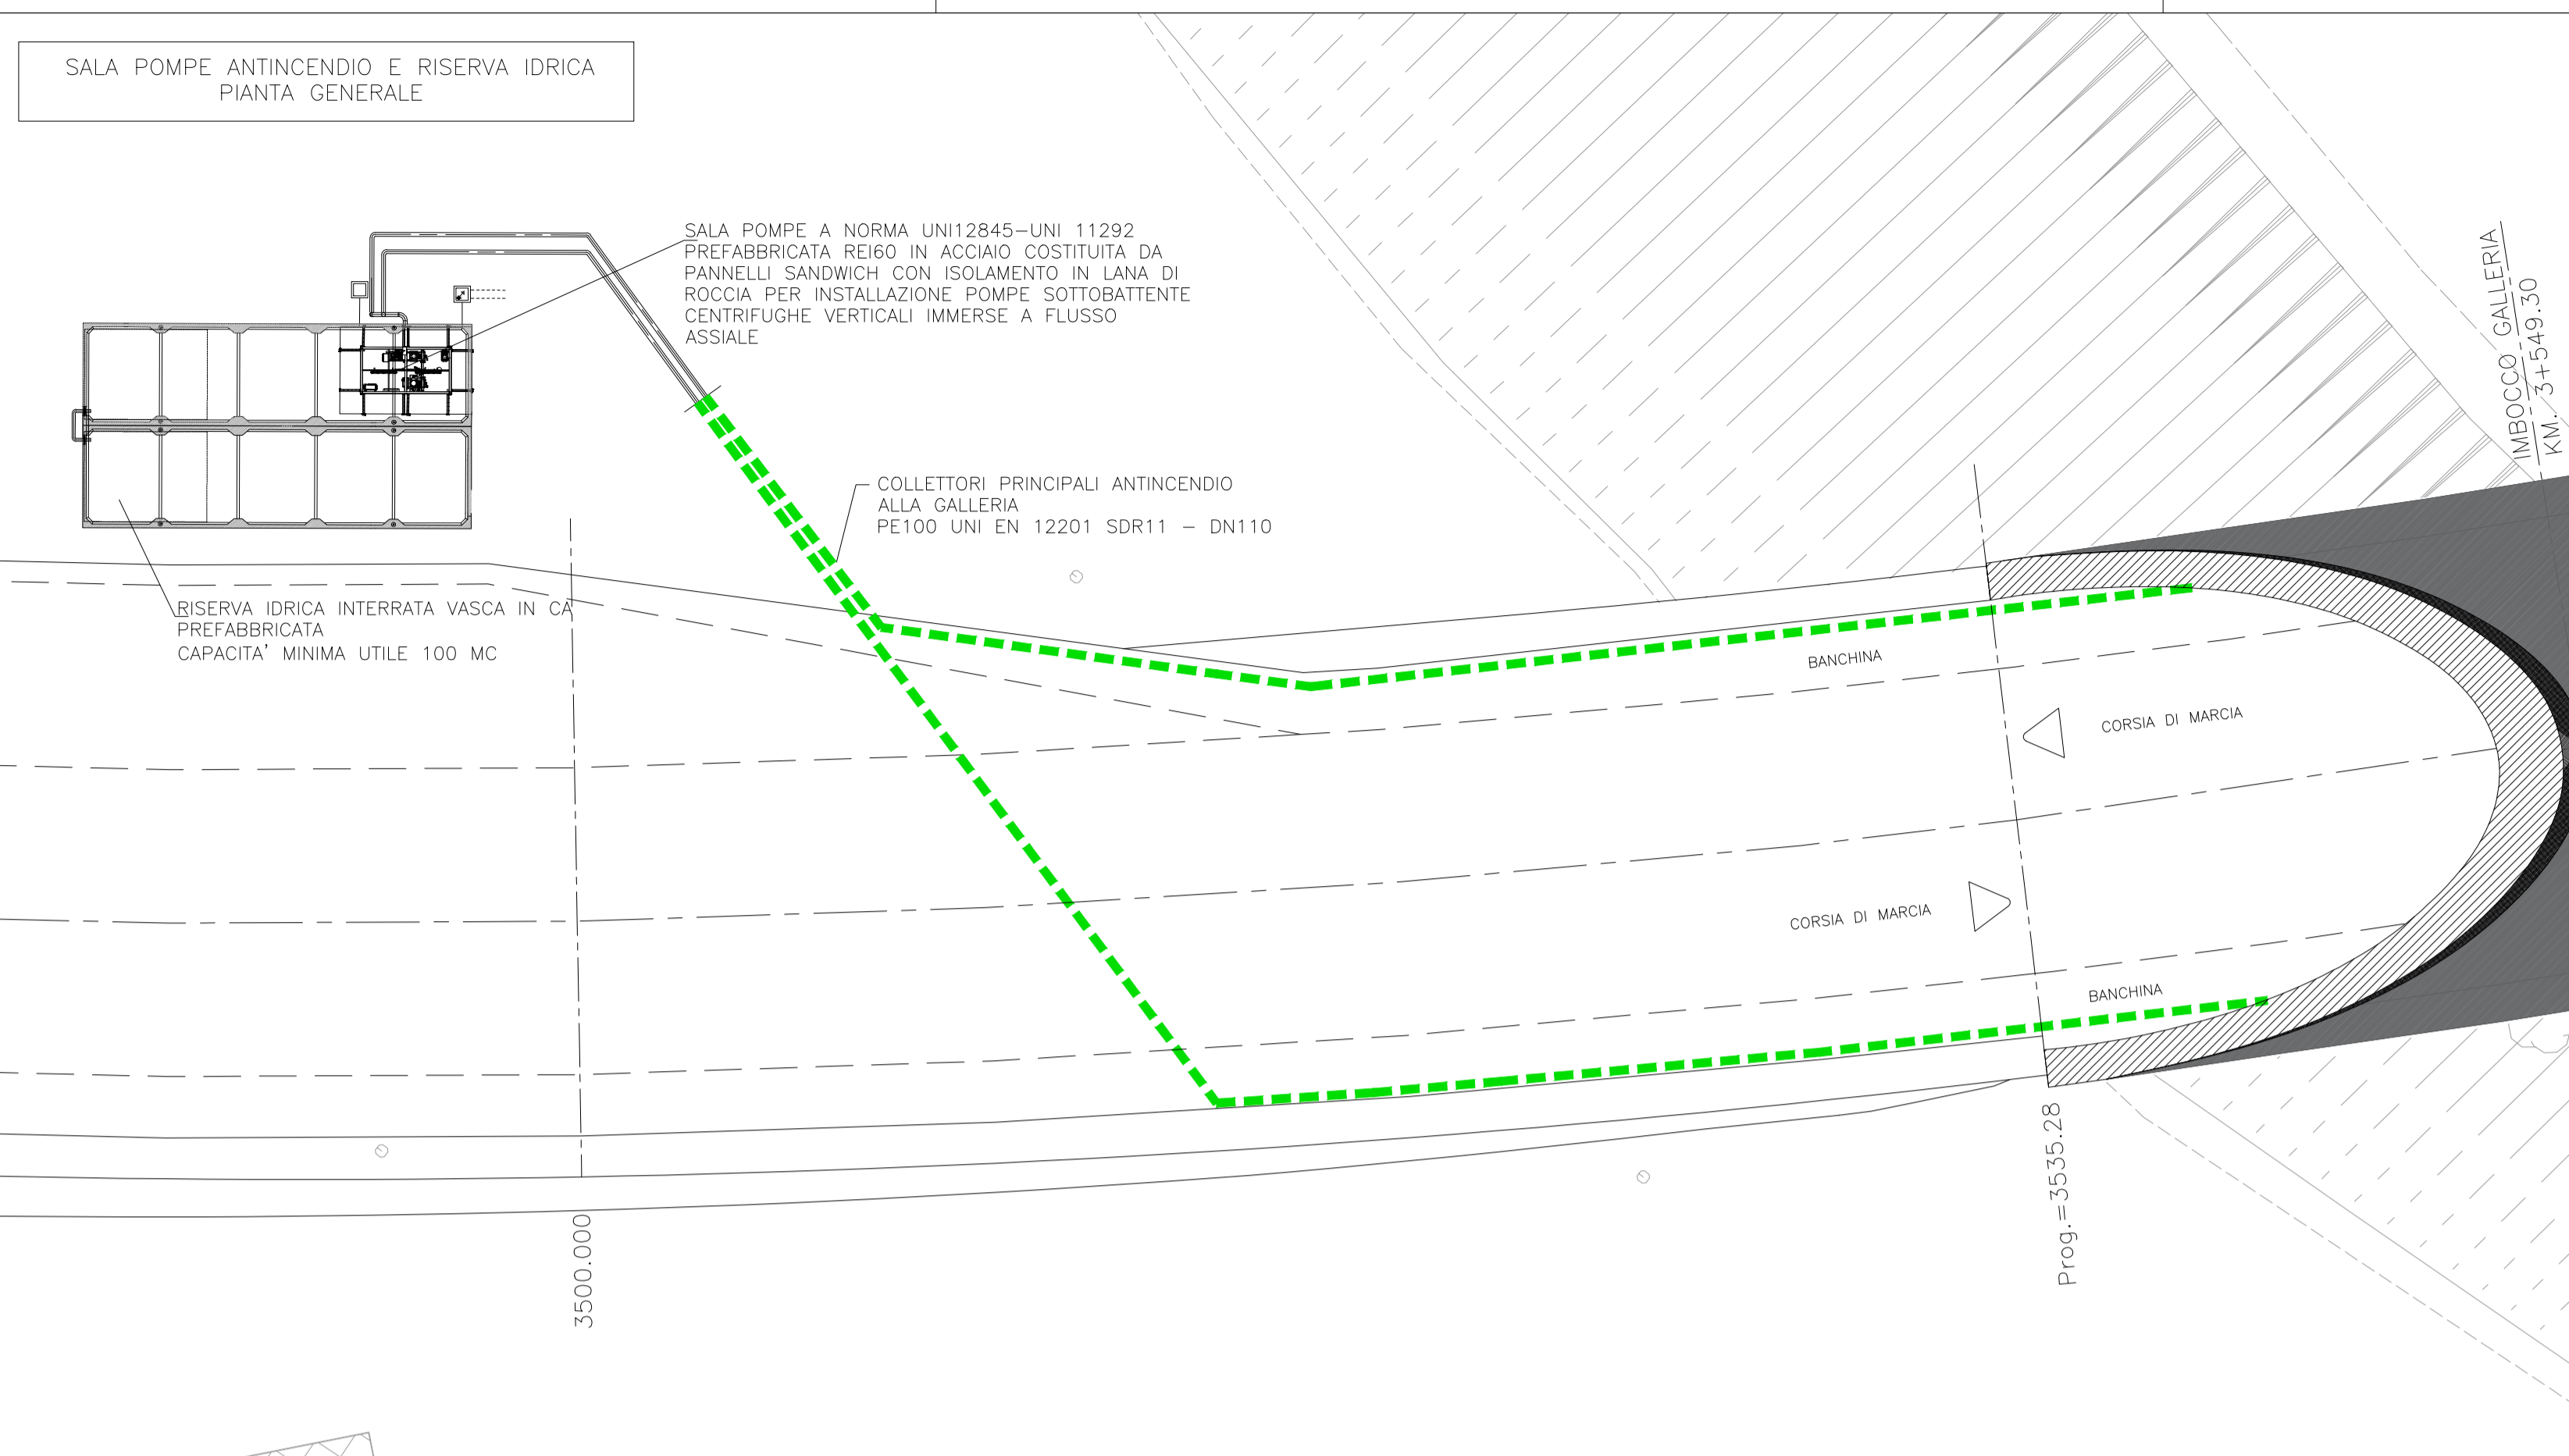 SALA POMPE ANTINCENDIO E RISERVA IDRICA
PIANTA GENERALE
SALA POMPE A NORMA UNI12845-UNI 11292
PREFABBRICATA REI60 IN ACCIAIO COSTITUITA DA
PANNELLI SANDWICH CON ISOLAMENTO IN LANA DI
ROCCIA PER INSTALLAZIONE POMPE SOTTOBATTENTE
CENTRIFUGHE VERTICALI IMMERSE A FLUSSO
ASSIALE
IMBOCCO GALLERIA
KM. 3+549.30
COLLETTORI PRINCIPALI ANTINCENDIO
ALLA GALLERIA
PE100 UNI EN 12201 SDR11 - DN110
RISERVA IDRICA INTERRATA VASCA IN CA
PREFABBRICATA
CAPACITA' MINIMA UTILE 100 MC
BANCHINA
CORSIA DI MARCIA
CORSIA DI MARCIA
BANCHINA
3500.000
Prog.=3535.28